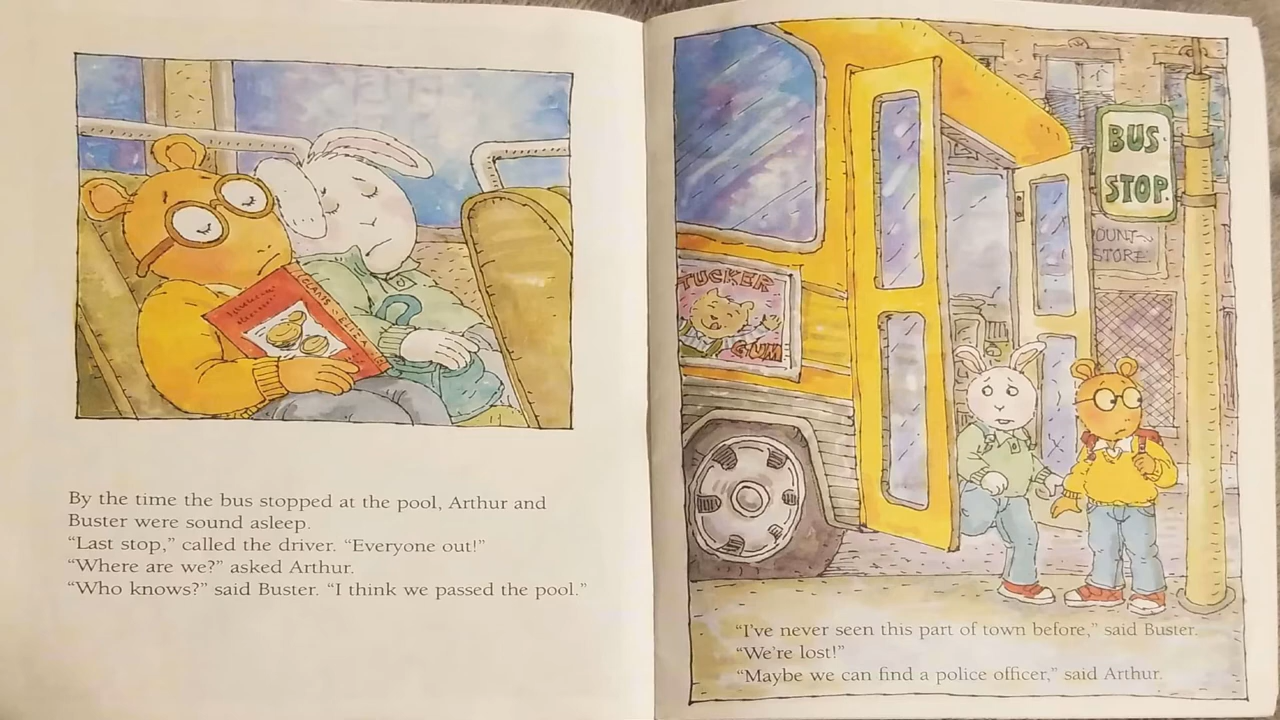 By the time the bus stopped at the pool, Arthur and
Buster were sound asleep.
“Last stop,” called the driver. “Everyone out!”
“Where are we?” asked Arthur.
“Who knows?” said Buster. “I think we passed the pool.”
BUS
STOP
OUNT
STORE
TUCKER
GUM
“I’ve never seen this part of town before,” said Buster.
“We’re lost!”
“Maybe we can find a police officer,” said Arthur.